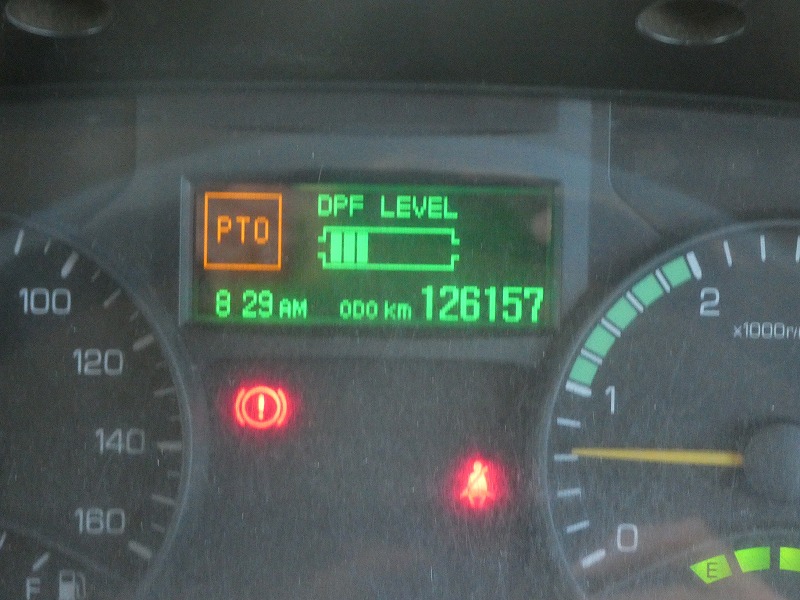 PTO
DPF LEVEL
8 29 AM ODO km 126157
100
120
140
160
F
2
x1000r/
1
0
E